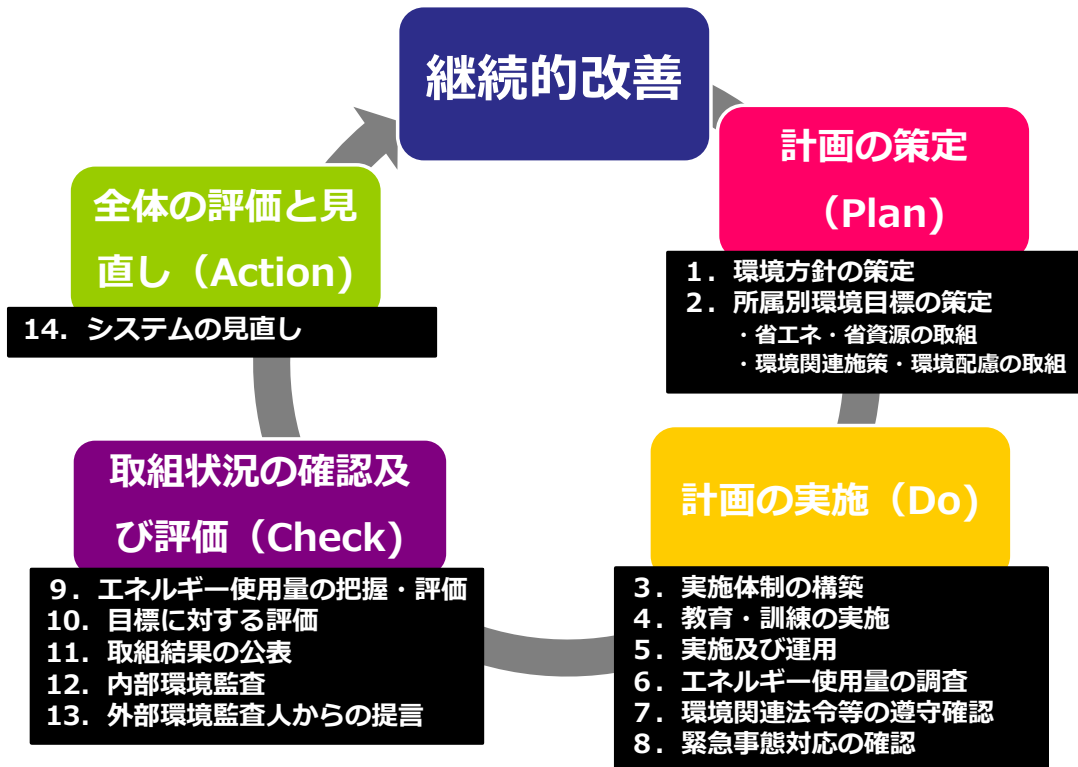 継続的改善
計画の策定
（Plan)
1．環境方針の策定
2．所属別環境目標の策定
・省エネ・省資源の取組
・環境関連施策・環境配慮の取組
計画の実施（Do)
3．実施体制の構築
4．教育・訓練の実施
5．実施及び運用
6．エネルギー使用量の調査
7．環境関連法令等の遵守確認
8．緊急事態対応の確認
取組状況の確認及
び評価（Check)
9．エネルギー使用量の把握・評価
10．目標に対する評価
11．取組結果の公表
12．内部環境監査
13．外部環境監査人からの提言
全体の評価と見
直し（Action)
14．システムの見直し